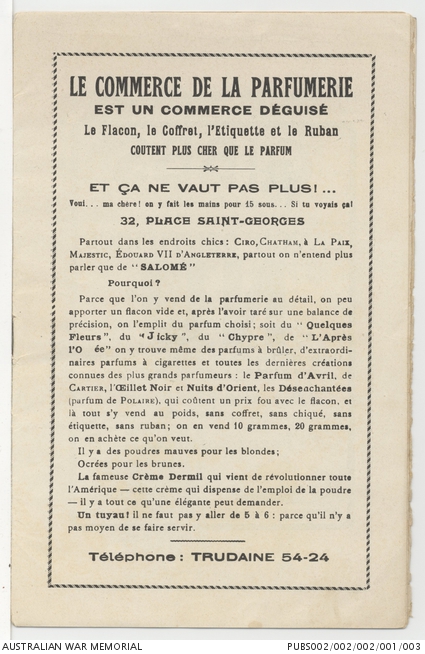 LE COMMERCE DE LA PARFUMERIE
EST UN COMMERCE DÉGUISÉ
Le Flacon, le Coffret, l'Etiquette et le Ruban
COUTENT PLUS CHER QUE LE PARFUM
ET ÇA NE VAUT PAS PLUS!...
Voui... ma chère! on y fait les mains pour 15 sous... Si tu voyais ça!
32, PLACE SAINT-GEORGES
Partout dans les endroits chics : CIRO, CHATHAM, À LA PAIX,
MAJESTIC, ÉDOUARD VII D'ANGLETERRE, partout on n'entend plus
parler que de "SALOMÉ"
Pourquoi?
Parce que l'on y vend de la parfumerie au détail, on peu
apporter un flacon vide et, après l'avoir taré sur une balance de
précision, on l'emplit du parfum choisi; soit du "Quelques
Fleurs", du "Jicky", du "Chypre", de "L'Après
l'O ée" on y trouve même des parfums à brûler, d'extraordi-
naires parfums à cigarettes et toutes les dernières créations
connues des plus grands parfumeurs : le Parfum d'Avril, de
CARTIER, l'Œillet Noir et Nuits d'Orient, les Désenchantées
(parfum de POLAIRE), qui coûtent un prix fou avec le flacon, et
là tout s'y vend au poids, sans coffret, sans chiqué, sans
étiquette, sans ruban; on en vend 10 grammes, 20 grammes,
on en achète ce qu'on veut.
Il y a des poudres mauves pour les blondes;
Ocrées pour les brunes.
La fameuse Crème Dermil qui vient de révolutionner toute
l'Amérique — cette crème qui dispense de l'emploi de la poudre
— il y a tout ce qu'une élégante peut demander.
Un tuyau! il ne faut pas y aller de 5 à 6 : parce qu'il n'y a
pas moyen de se faire servir.
Téléphone : TRUDAINE 54-24
AUSTRALIAN WAR MEMORIAL
PUBS002/002/002/001/003